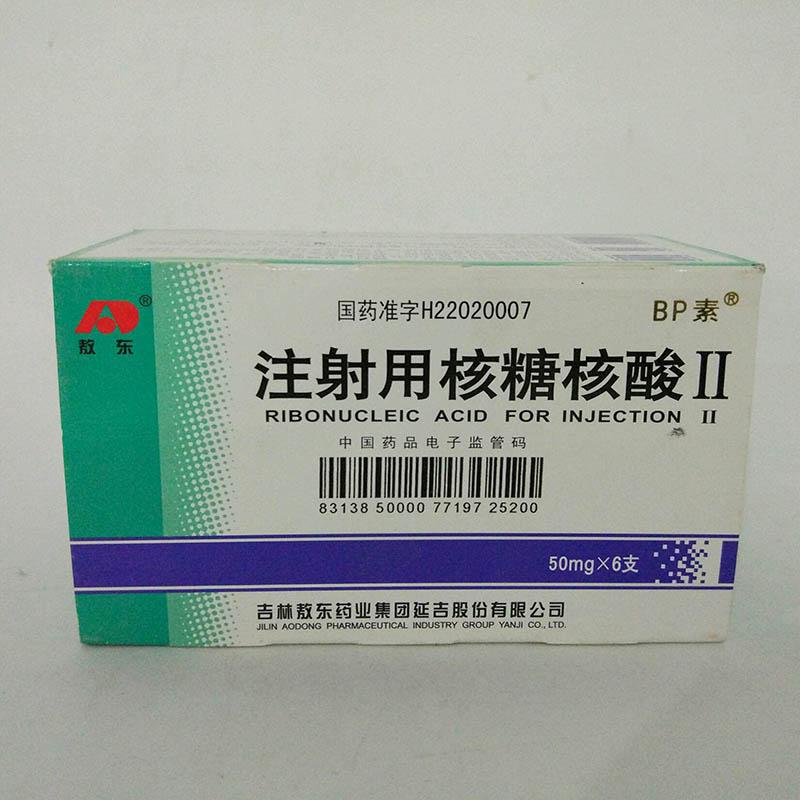 ®
敖东
国药准字H22020007
BP素®
注射用核糖核酸II
RIBONUCLEIC ACID FOR INJECTION II
中国药品电子监管码
83138 50000 77197 25200
50mg×6支
吉林敖东药业集团延吉股份有限公司
JILIN AODONG PHARMACEUTICAL INDUSTRY GROUP YANJI CO., LTD.